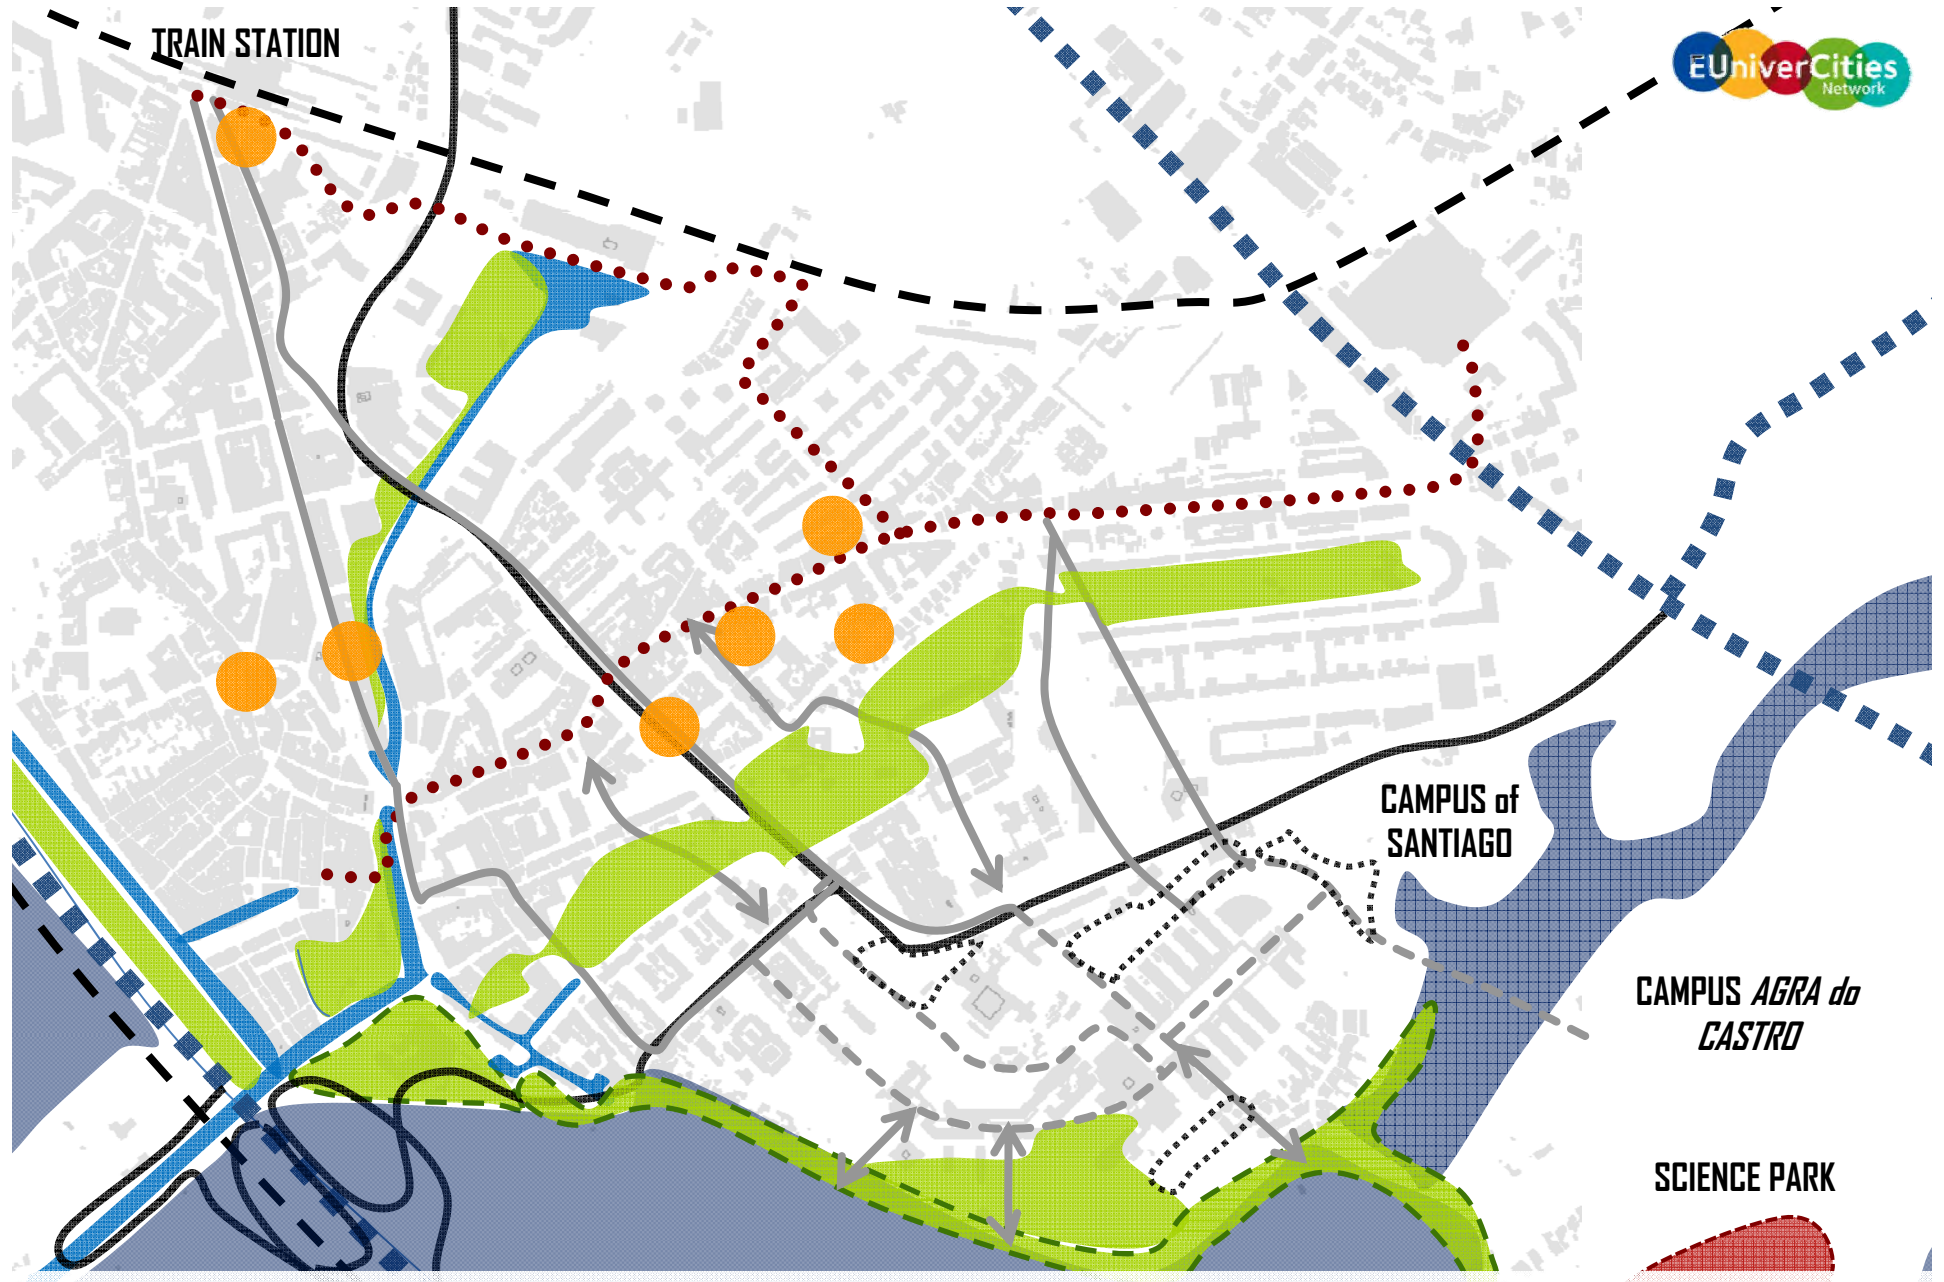 TRAIN STATION
EUniverCities
Network
CAMPUS of
SANTIAGO
CAMPUS AGRA do
CASTRO
SCIENCE PARK